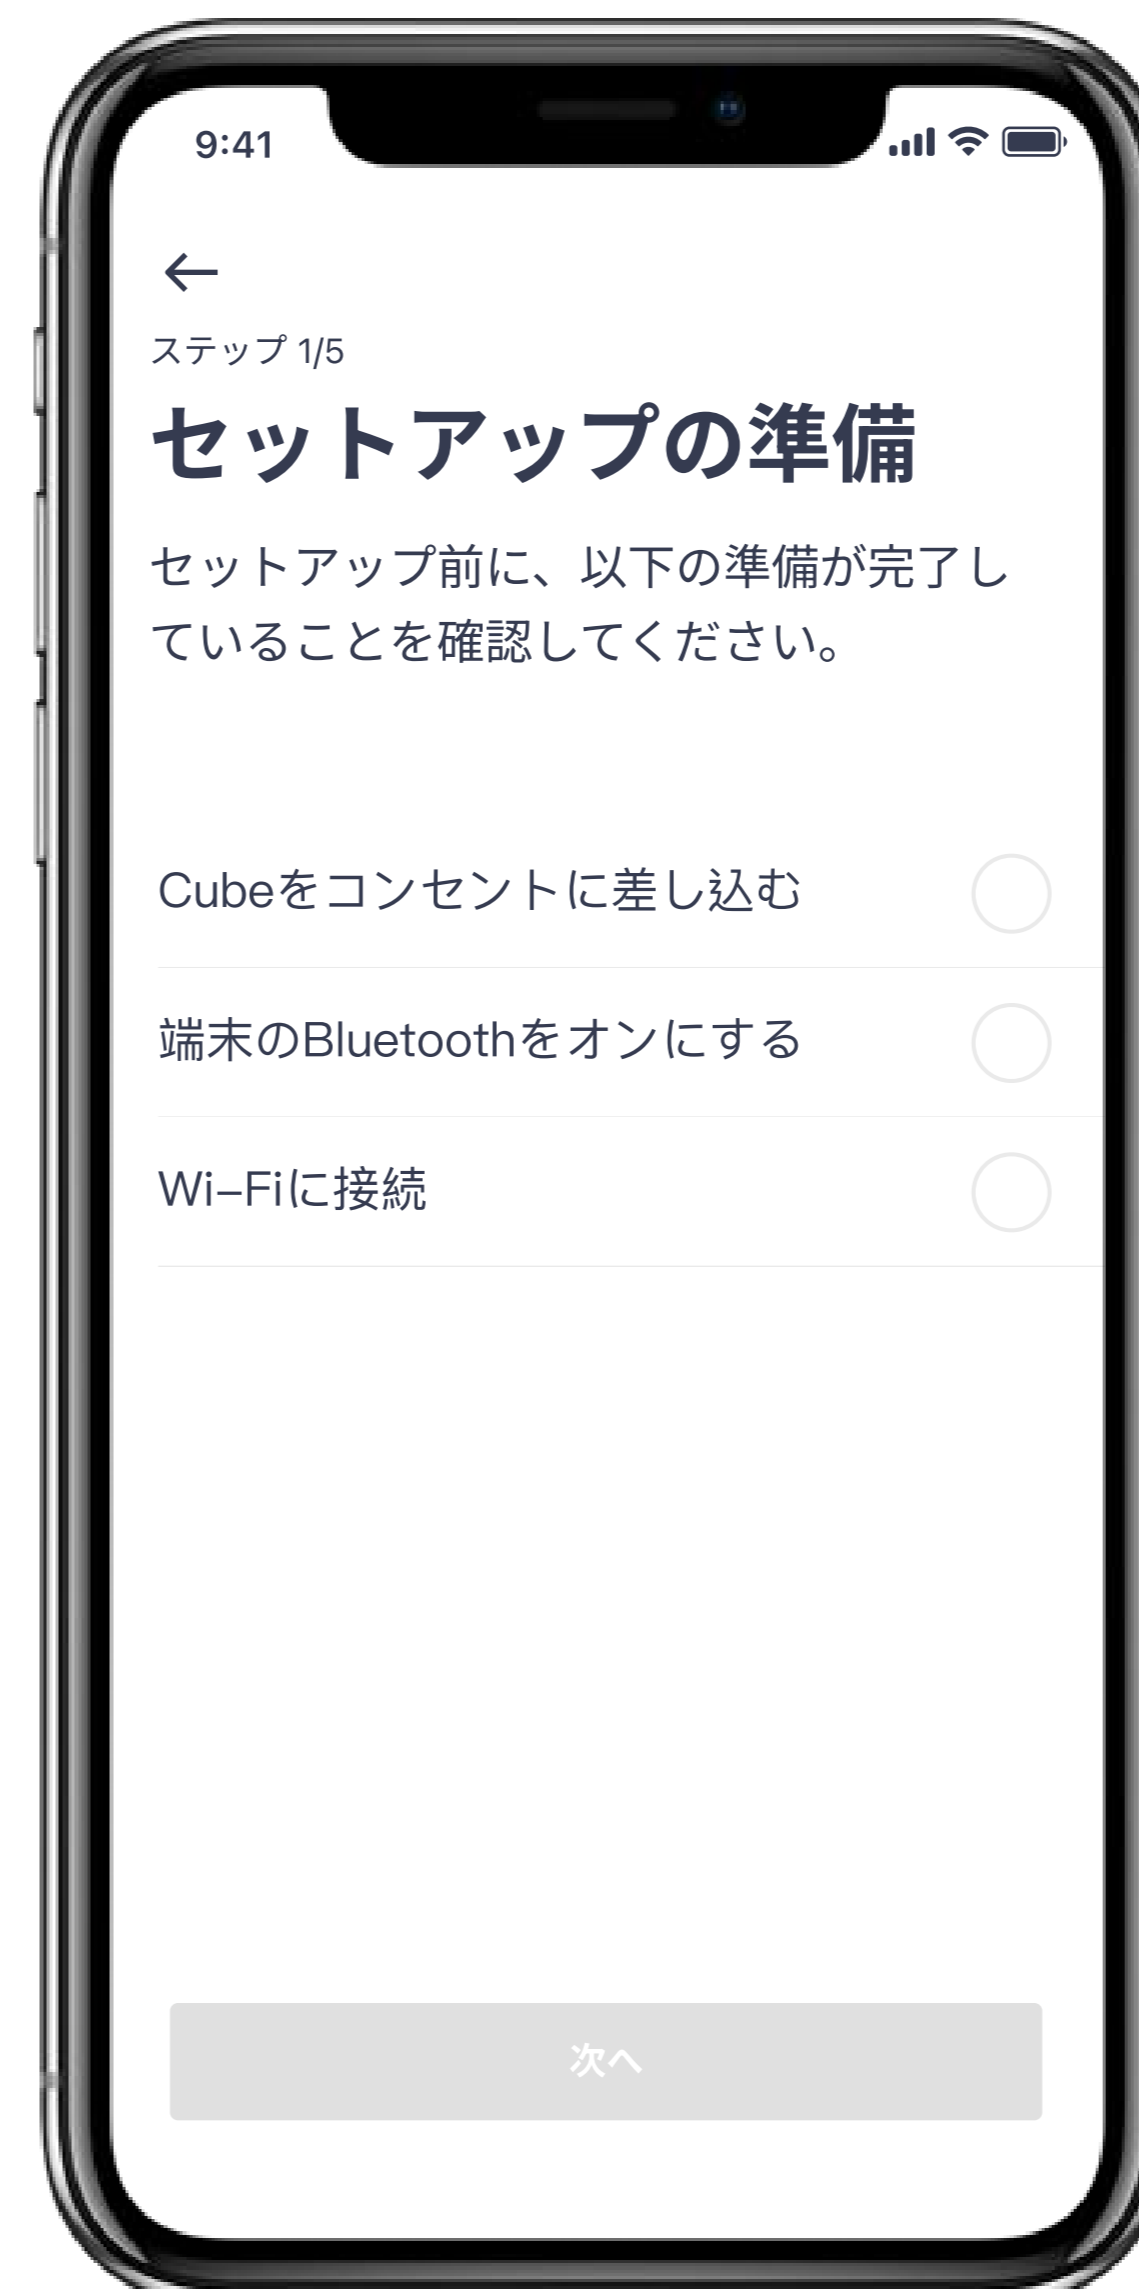 9:41
ステップ 1/5
セットアップの準備
セットアップ前に、以下の準備が完了し
ていることを確認してください。
Cubeをコンセントに差し込む
端末のBluetoothをオンにする
Wi–Fiに接続
次へ